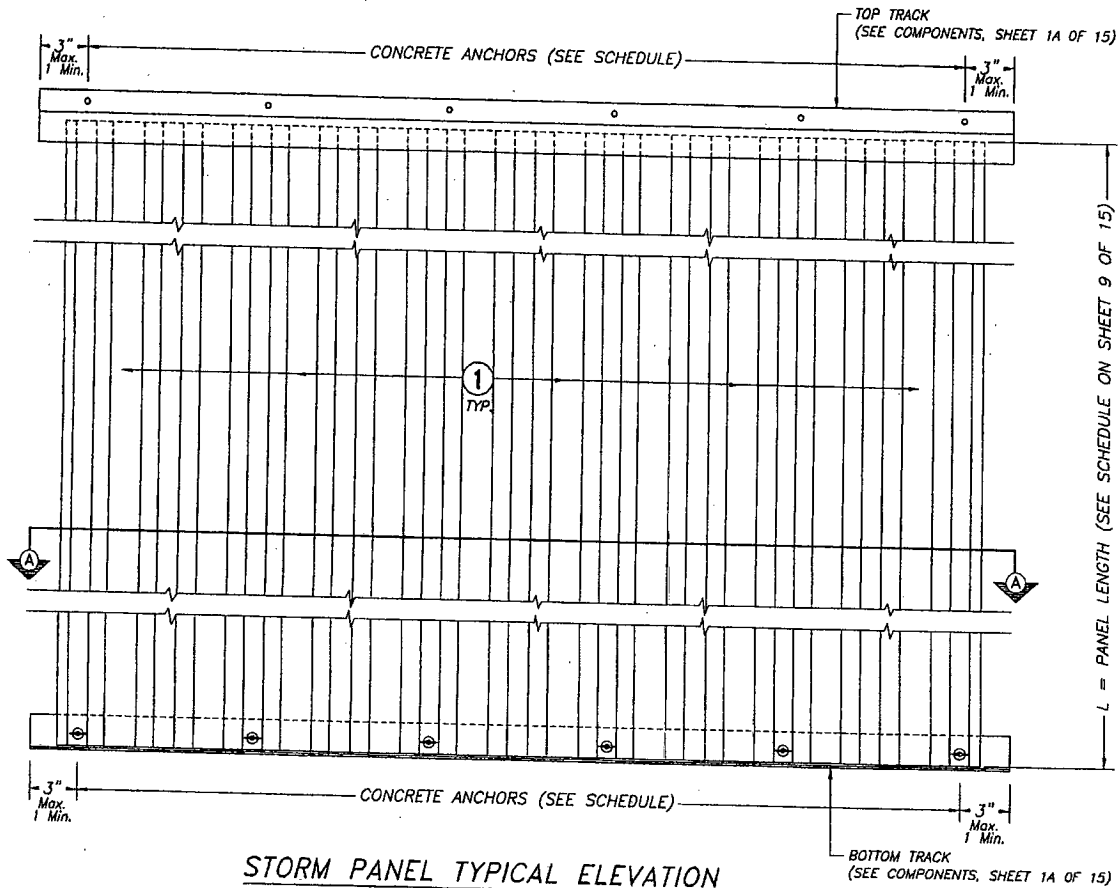 TOP TRACK
(SEE COMPONENTS, SHEET 1A OF 15)
3"
Max.
1 Min.
CONCRETE ANCHORS (SEE SCHEDULE)
3"
Max.
1 Min.
1
TYP.
L = PANEL LENGTH (SEE SCHEDULE ON SHEET 9 OF 15)
A
A
3"
Max.
1 Min.
CONCRETE ANCHORS (SEE SCHEDULE)
3"
Max.
1 Min.
BOTTOM TRACK
(SEE COMPONENTS, SHEET 1A OF 15)
STORM PANEL TYPICAL ELEVATION